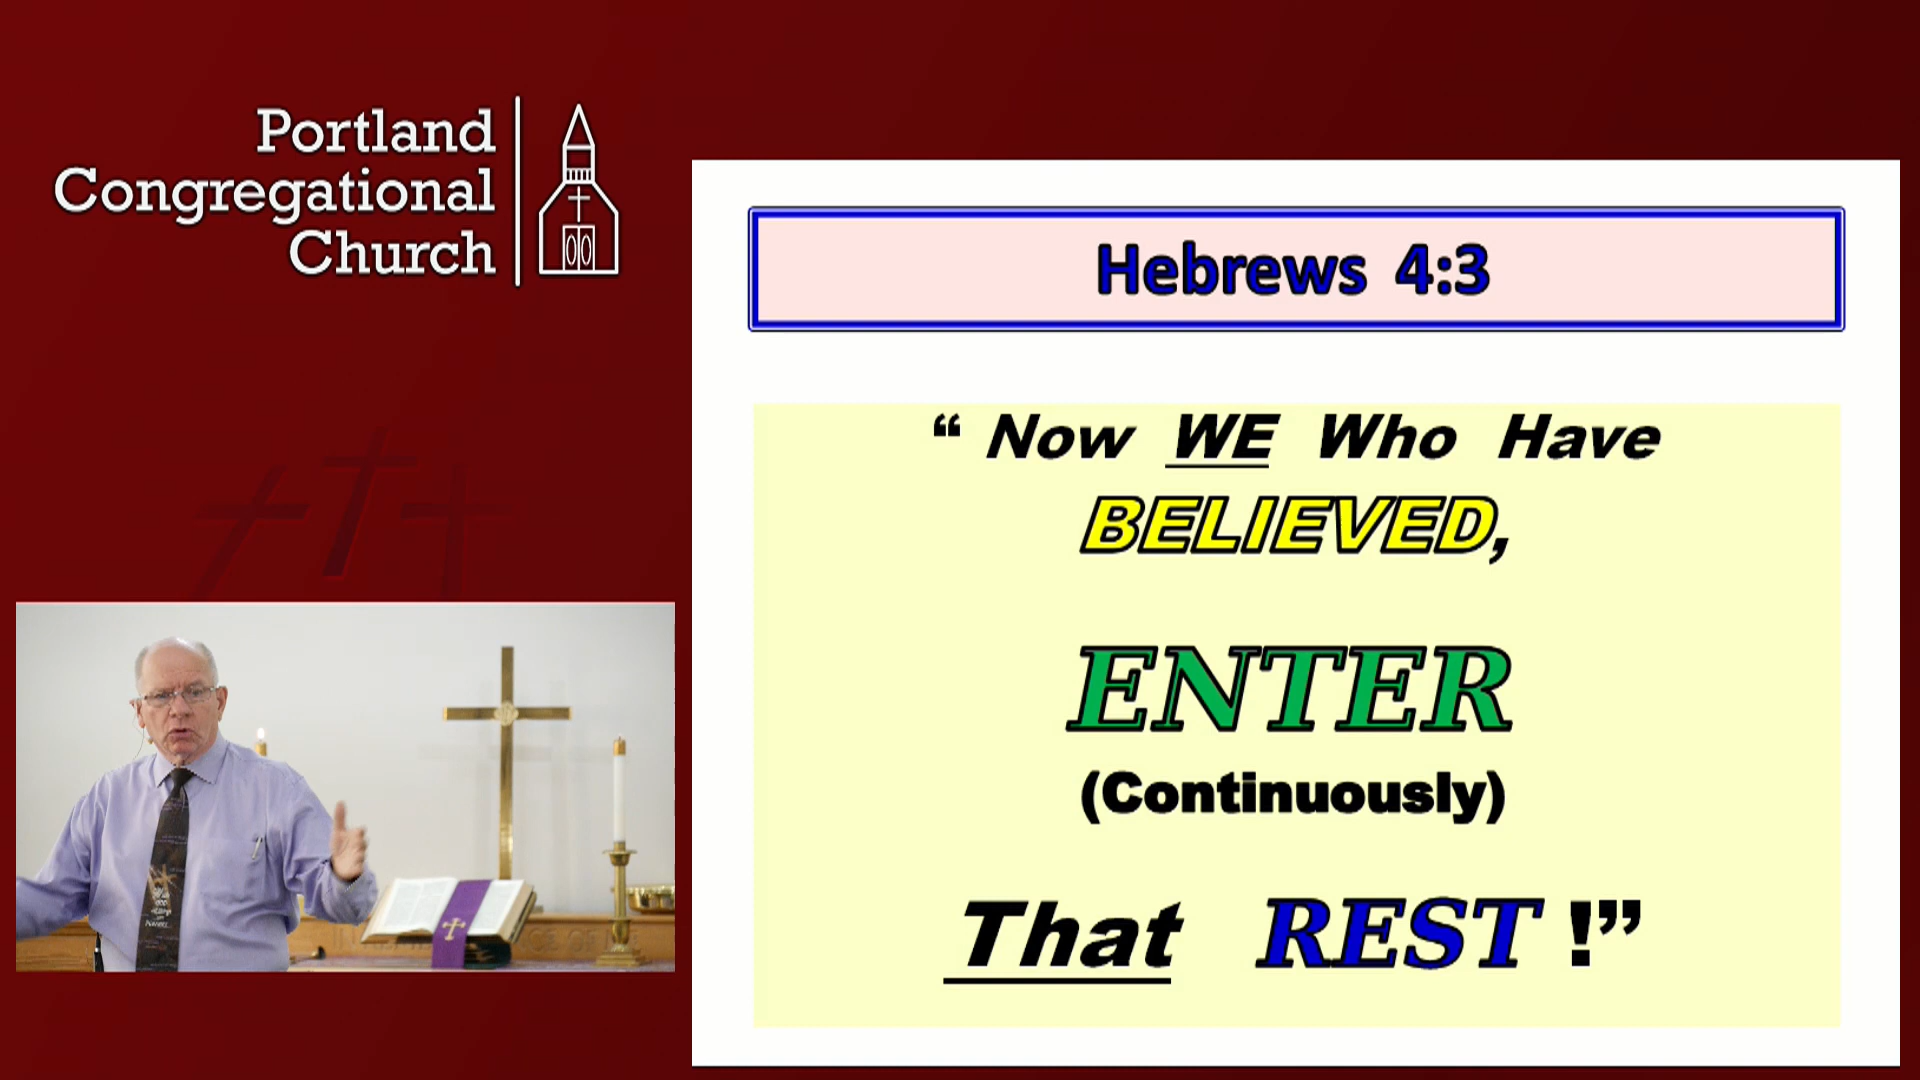 Portland
Congregational
Church
Hebrews 4:3
“ Now WE Who Have
BELIEVED,
ENTER
(Continuously)
That REST !”